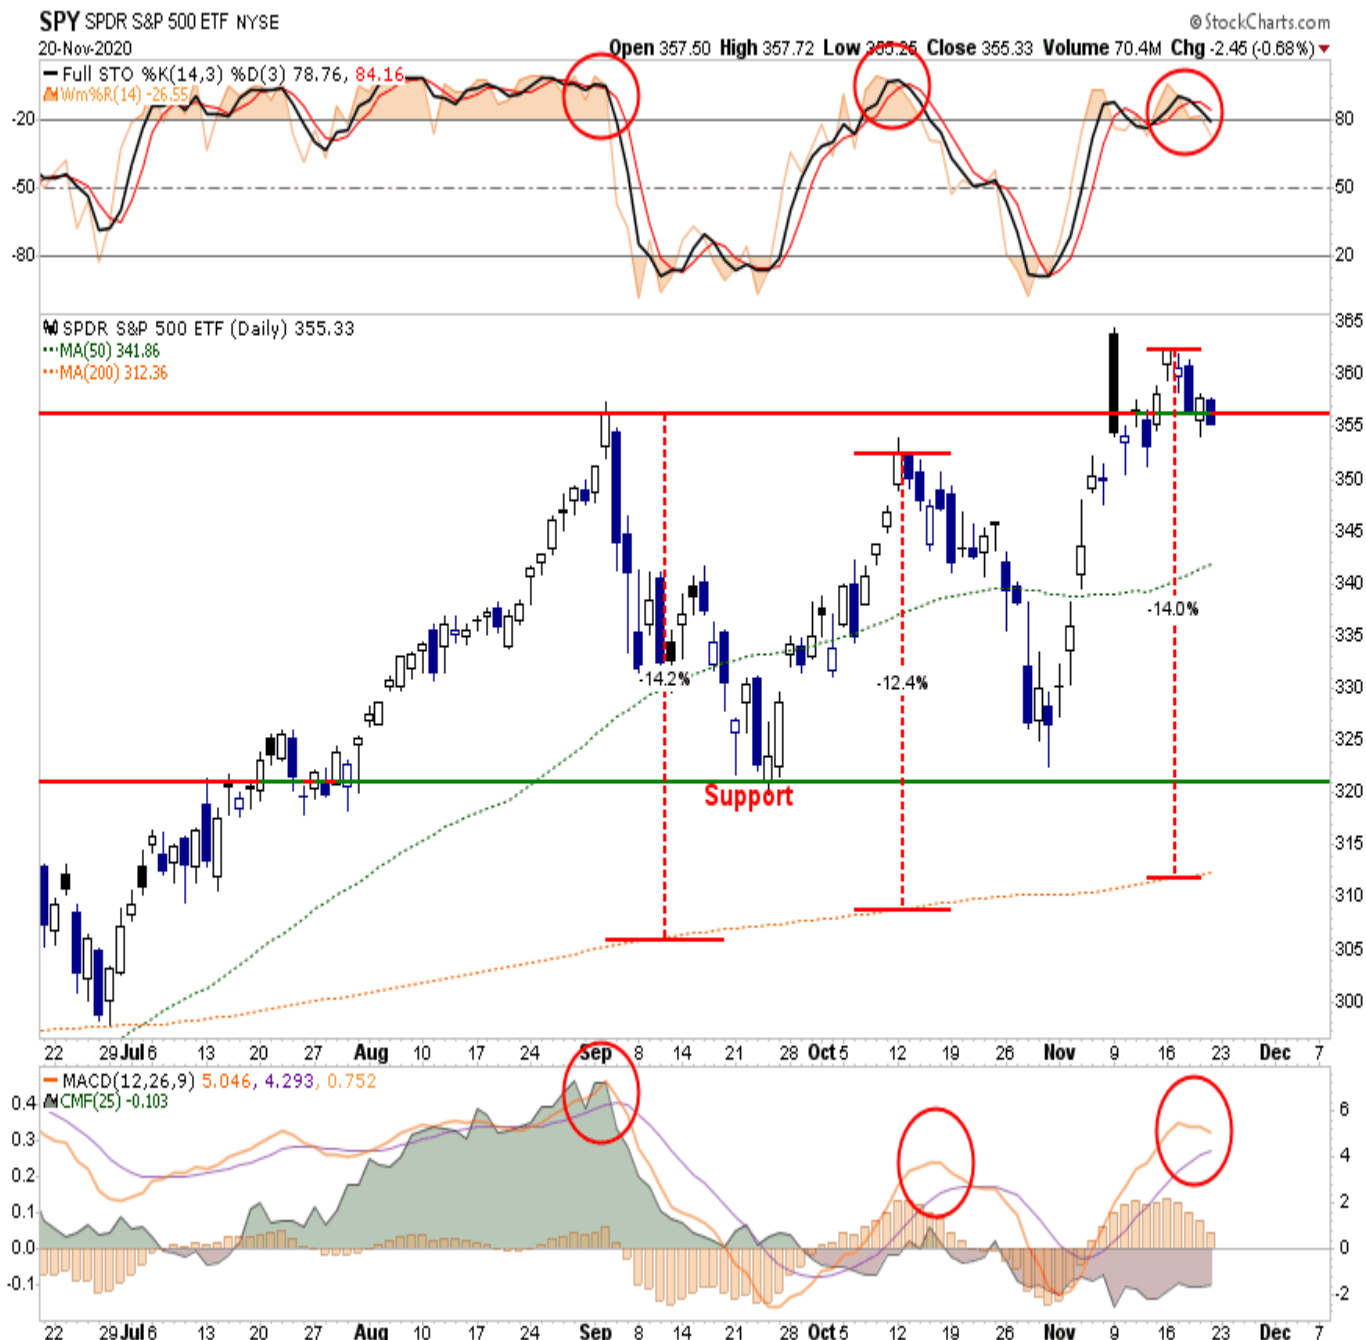 SPY SPDR S&P 500 ETF NYSE
© StockCharts.com
20-Nov-2020
Open 357.50 High 357.72 Low 355.25 Close 355.33 Volume 70.4M Chg -2.45 (-0.68%)
Full STO %K(14,3) %D(3) 78.76, 84.16
Wm%R(14) -26.55
-20 80
-50 50
-80 20
SPDR S&P 500 ETF (Daily) 355.33
MA(50) 341.86
MA(200) 312.36
365
360
355
350
345
340
335
330
325
320
315
310
305
300
-14.0%
-14.2%
-12.4%
Support
22 29 Jul 6 13 20 27 Aug 10 17 24 Sep 8 14 21 28 Oct 5 12 19 26 Nov 9 16 23 Dec 7
MACD(12,26,9) 5.046, 4.293, 0.752
CMF(25) -0.103
0.4 6
0.3
0.2 4
0.1 2
0.0 0
-0.1 -2
22 29 Jul 6 13 20 27 Aug 10 17 24 Sep 8 14 21 28 Oct 5 12 19 26 Nov 9 16 23 Dec 7